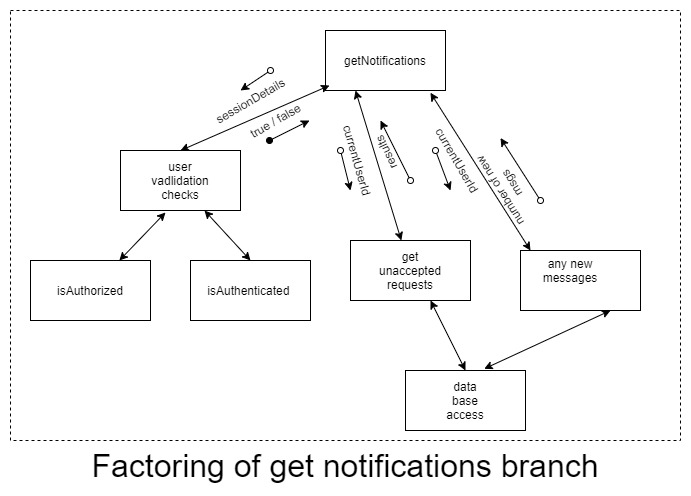 getNotifications
sessionDetails
true / false
currentUserId
results
currentUserId
number of new
msgs
user
vadlidation
checks
get
unaccepted
requests
any new
messages
isAuthorized
isAuthenticated
data
base
access
Factoring of get notifications branch